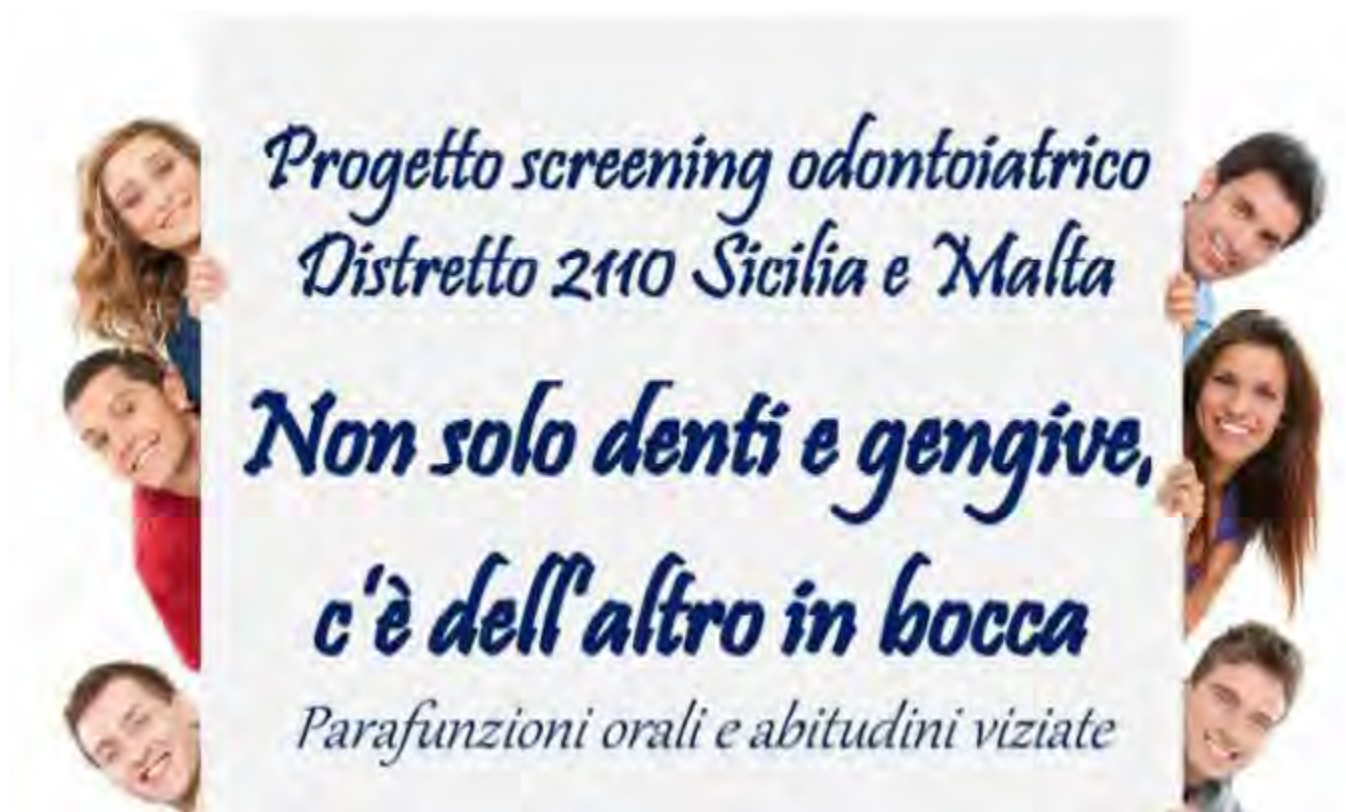 Progetto screening odontoiatrico
Distretto 2110 Sicilia e Malta
Non solo denti e gengive,
c'è dell'altro in bocca
Parafunzioni orali e abitudini viziate